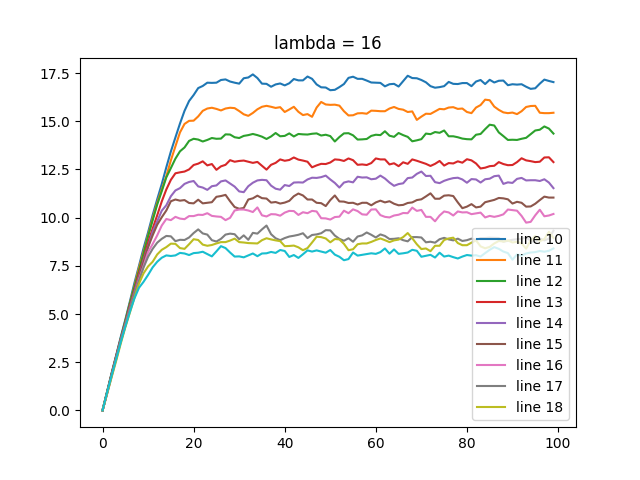 lambda = 16
17.5
15.0
12.5
10.0
7.5
5.0
2.5
0.0
0 20 40 60 80 100
line 10
line 11
line 12
line 13
line 14
line 15
line 16
line 17
line 18